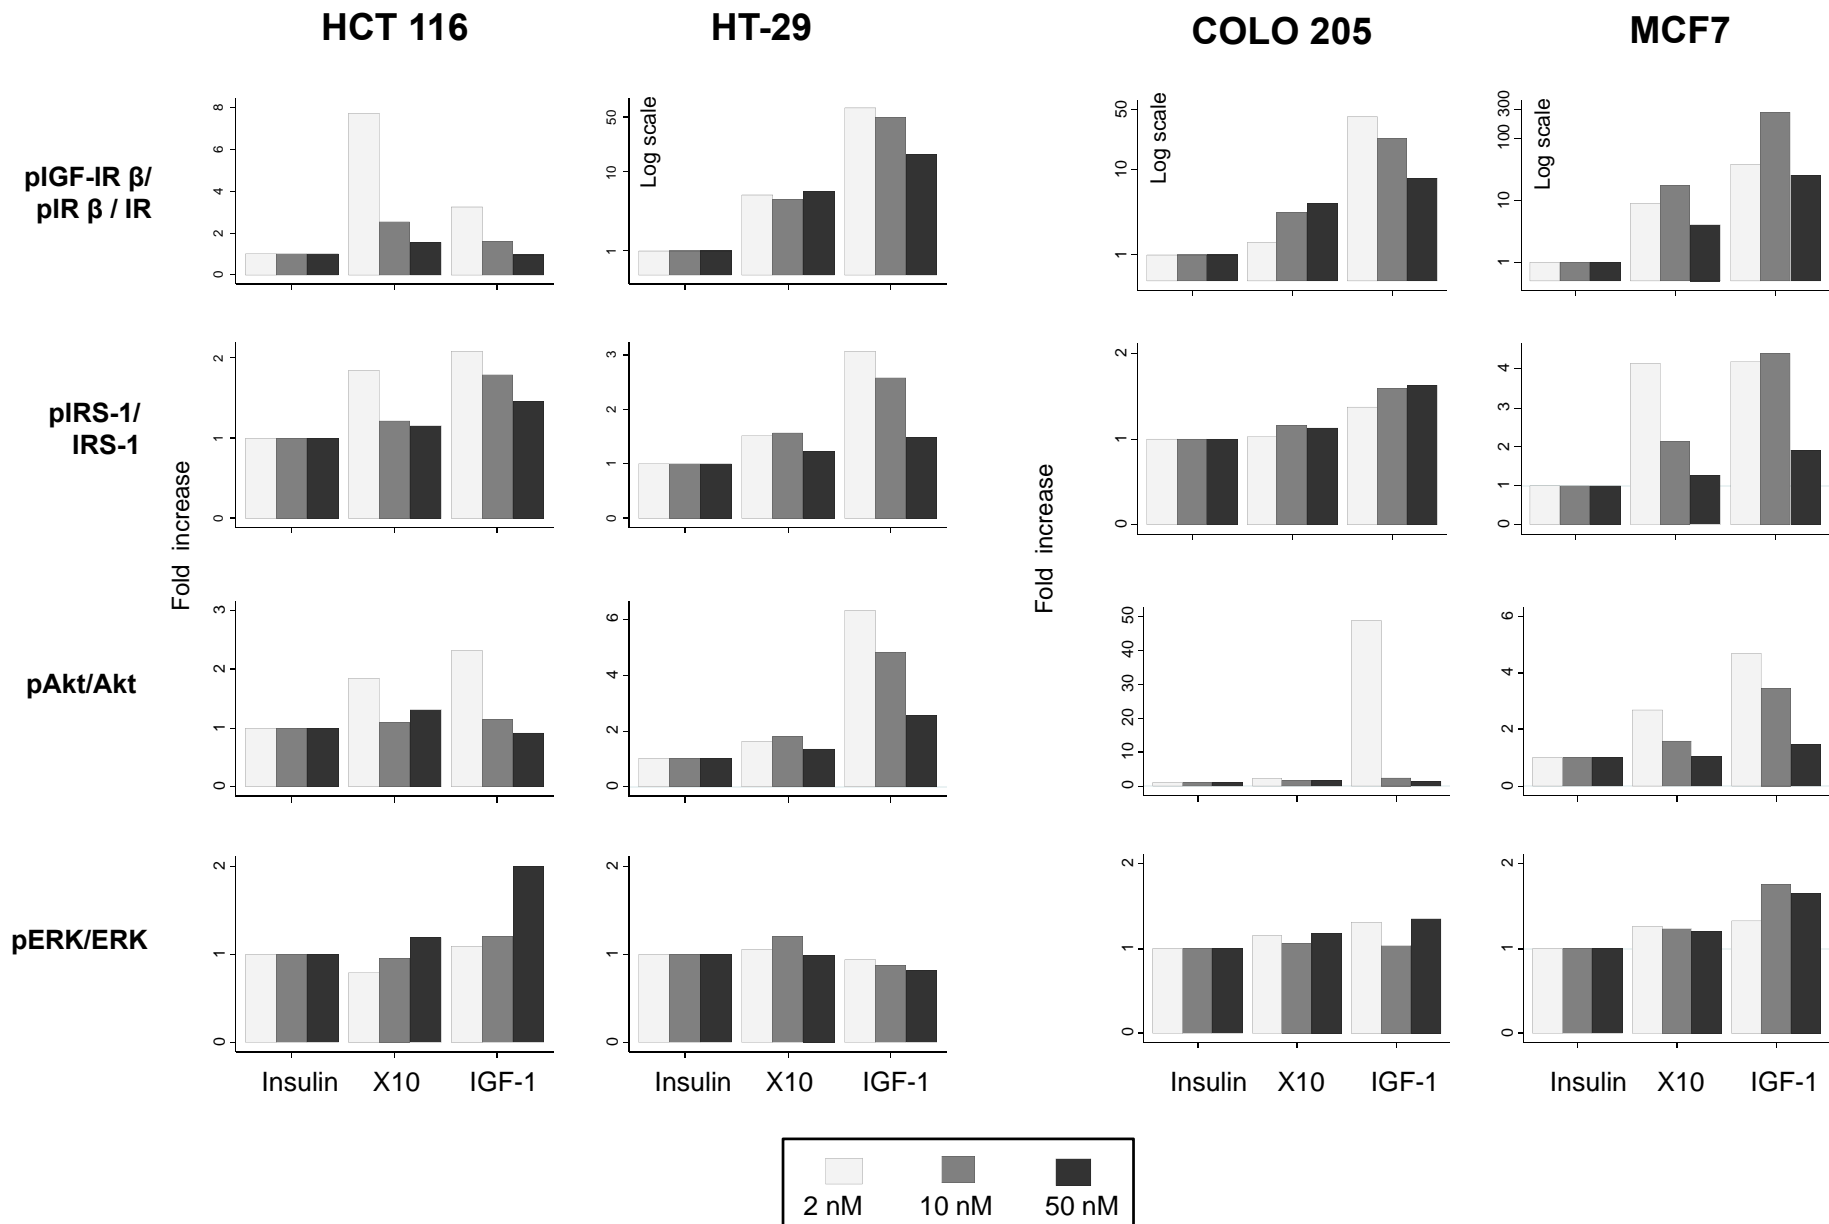 HCT 116 HT-29 COLO 205 MCF7
pIGF-IR β/
pIR β / IR
0 2 4 6 8
Log scale
1 10 50
Log scale
1 10 50
Log scale
1 10 100 300
pIRS-1/
IRS-1
0 1 2
0 1 2 3
0 1 2
0 1 2 3 4
Fold increase
Fold increase
pAkt/Akt
0 1 2 3
0 2 4 6
0 10 20 30 40 50
0 2 4 6
pERK/ERK
0 1 2
0 1 2
0 1 2
0 1 2
Insulin X10 IGF-1 Insulin X10 IGF-1 Insulin X10 IGF-1 Insulin X10 IGF-1
2 nM 10 nM 50 nM